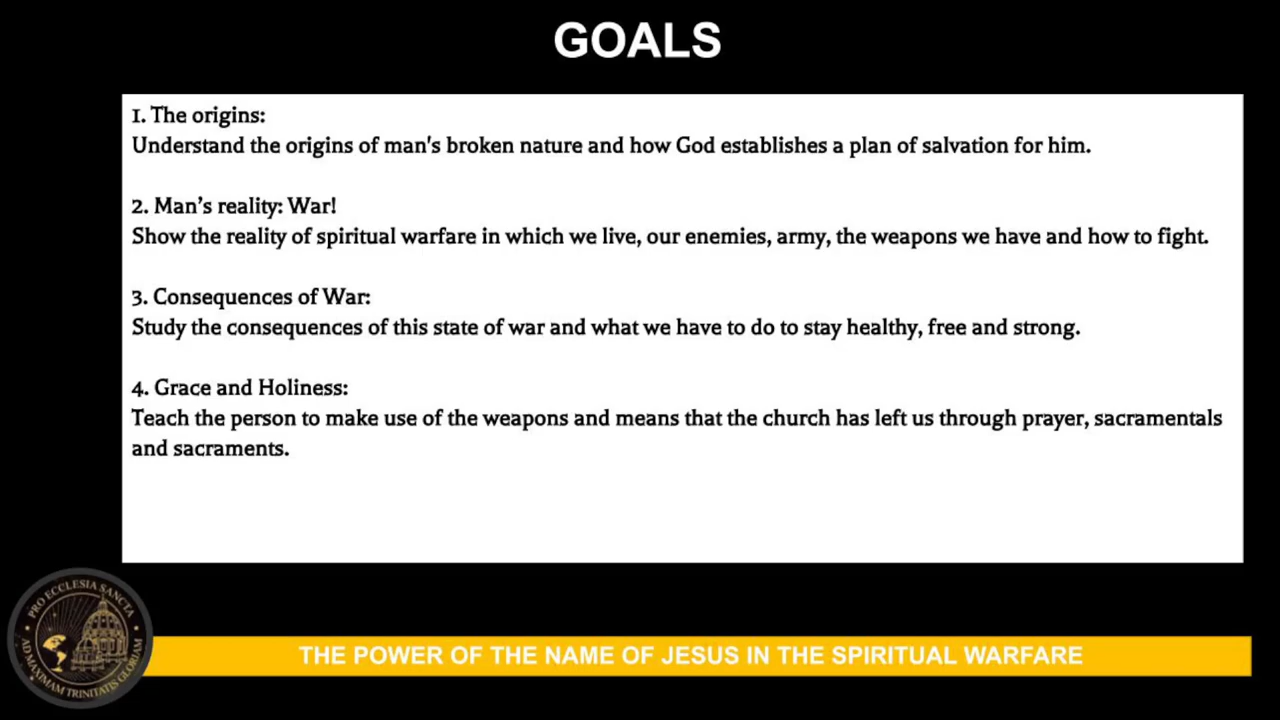 GOALS
1. The origins:
Understand the origins of man's broken nature and how God establishes a plan of salvation for him.
2. Man’s reality: War!
Show the reality of spiritual warfare in which we live, our enemies, army, the weapons we have and how to fight.
3. Consequences of War:
Study the consequences of this state of war and what we have to do to stay healthy, free and strong.
4. Grace and Holiness:
Teach the person to make use of the weapons and means that the church has left us through prayer, sacramentals
and sacraments.
PRO ECCLESIA SANCTA
AD MAXIMAM TRINITATIS GLORIAM
THE POWER OF THE NAME OF JESUS IN THE SPIRITUAL WARFARE